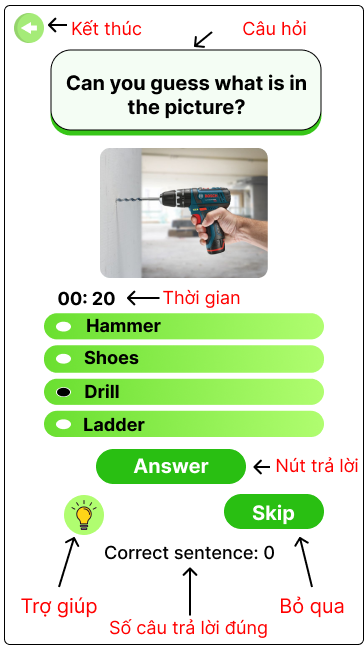 Kết thúc
Câu hỏi
Can you guess what is in
the picture?
00: 20
Thời gian
Hammer
Shoes
Drill
Ladder
Answer
Nút trả lời
Skip
Correct sentence: 0
Trợ giúp
Bỏ qua
Số câu trả lời đúng